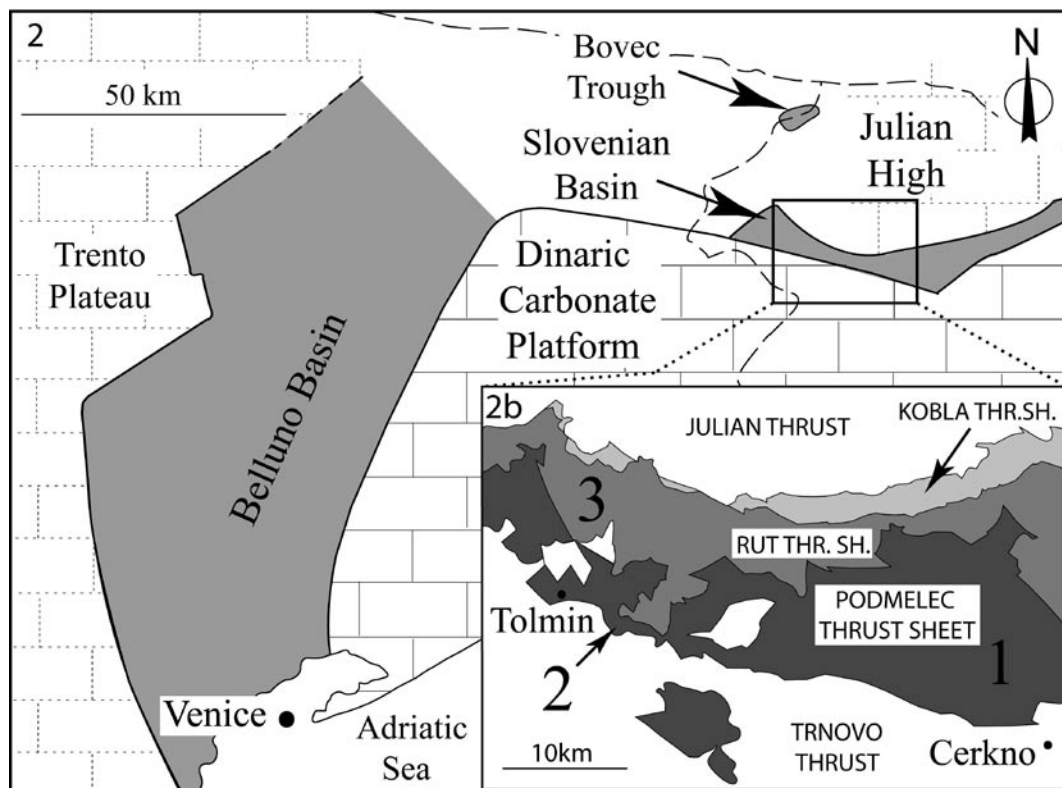 2
50 km
Bovec
Trough
N
Slovenian
Basin
Julian
High
Trento
Plateau
Dinaric
Carbonate
Platform
Belluno Basin
Venice
Adriatic
Sea
2b
JULIAN THRUST
KOBLA THR.SH.
3
RUT THR. SH.
PODMELEC
THRUST SHEET
Tolmin
1
2
TRNOVO
THRUST
Cerkno
10km